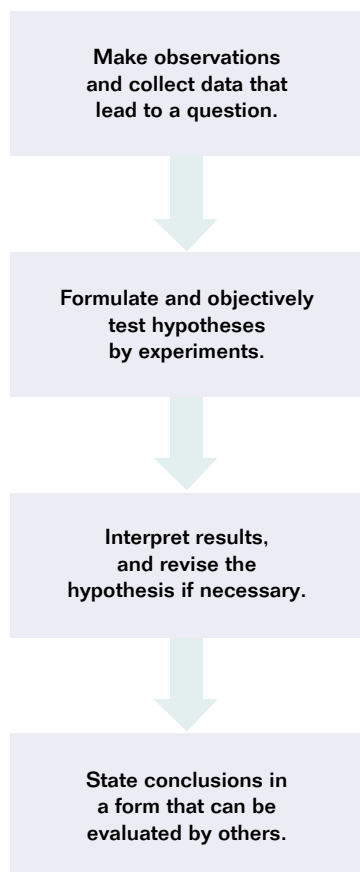 Make observations
and collect data that
lead to a question.
Formulate and objectively
test hypotheses
by experiments.
Interpret results,
and revise the
hypothesis if necessary.
State conclusions in
a form that can be
evaluated by others.